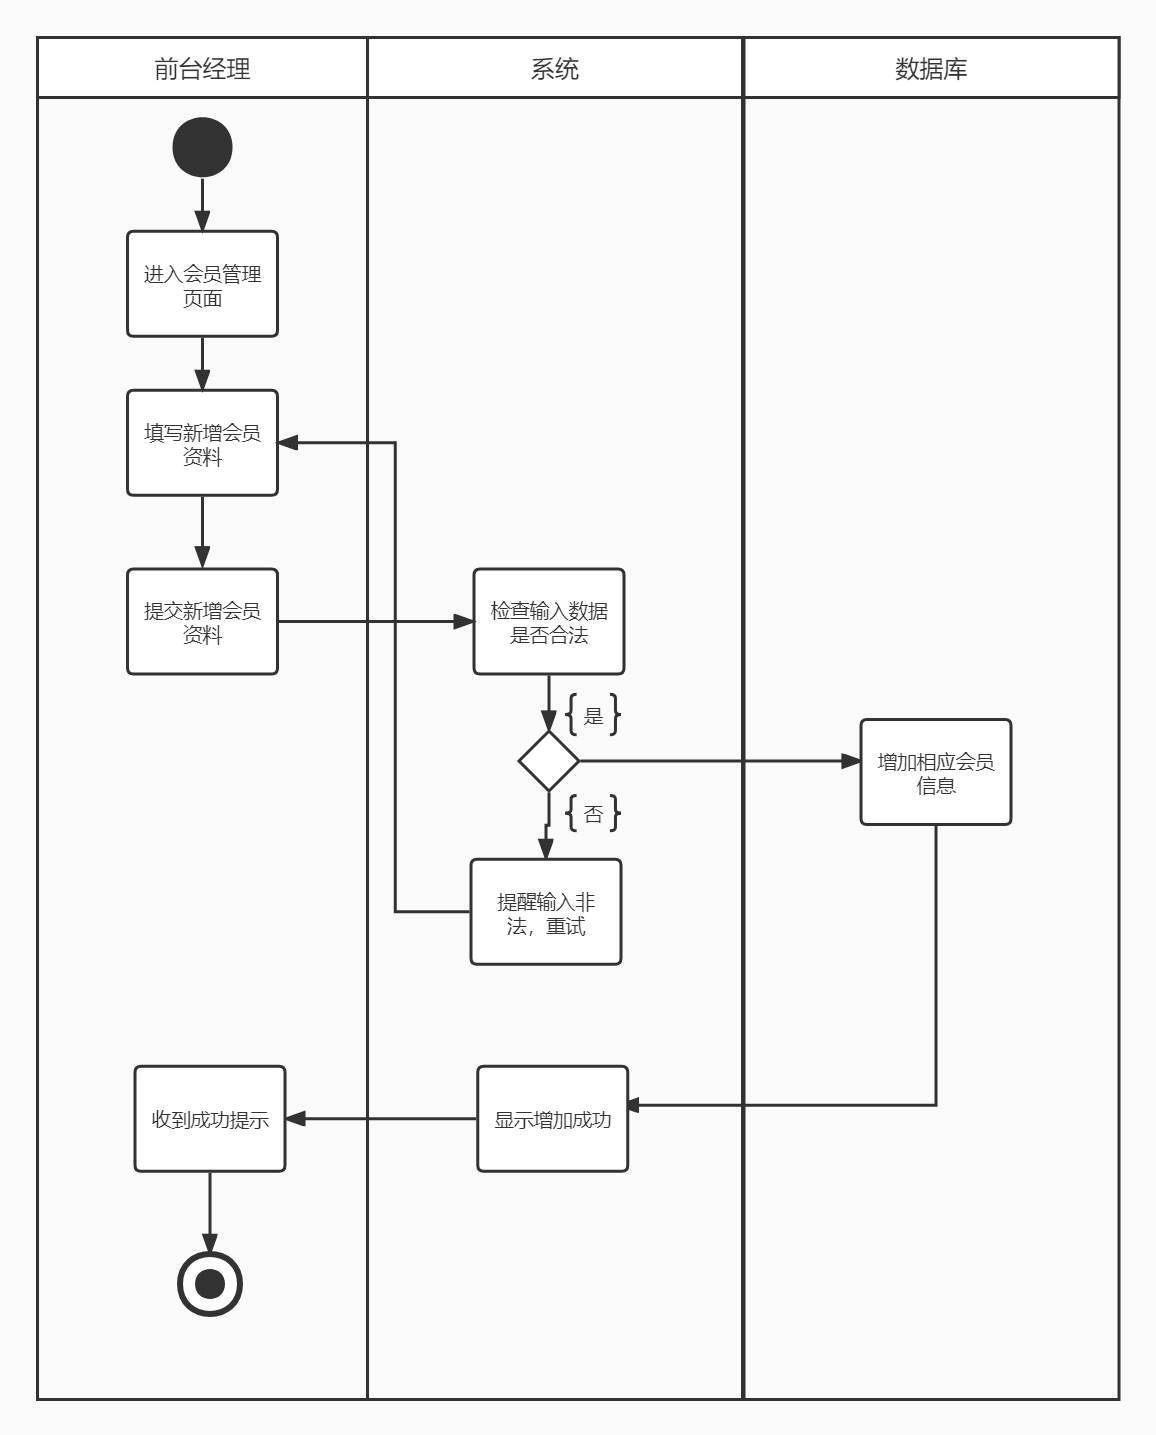 前台经理
系统
数据库
进入会员管理
页面
填写新增会员
资料
提交新增会员
资料
检查输入数据
是否合法
{是}
增加相应会员
信息
{否}
提醒输入非
法，重试
收到成功提示
显示增加成功